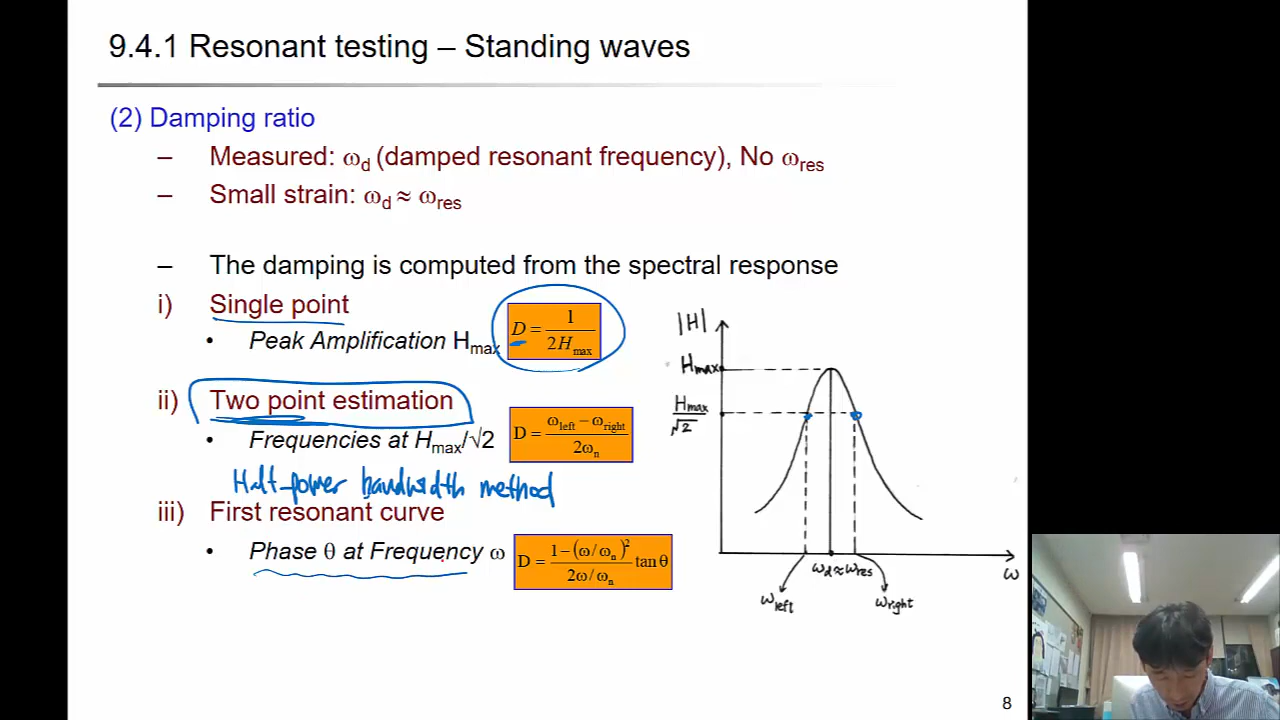 9.4.1 Resonant testing – Standing waves
(2) Damping ratio
– Measured: ωd (damped resonant frequency), No ωres
– Small strain: ωd ≈ ωres
– The damping is computed from the spectral response
i) Single point
• Peak Amplification Hmax D = 1 / 2Hmax
ii) Two point estimation
• Frequencies at Hmax/√2 D = ωleft − ωright / 2ωn
Half-power bandwidth method
iii) First resonant curve
• Phase θ at Frequency ω D = 1−(ω/ωn)² / 2ω/ωn tan θ
|H|
Hmax
Hmax/√2
ωd≈ωres
ω
ωleft
ωright
8